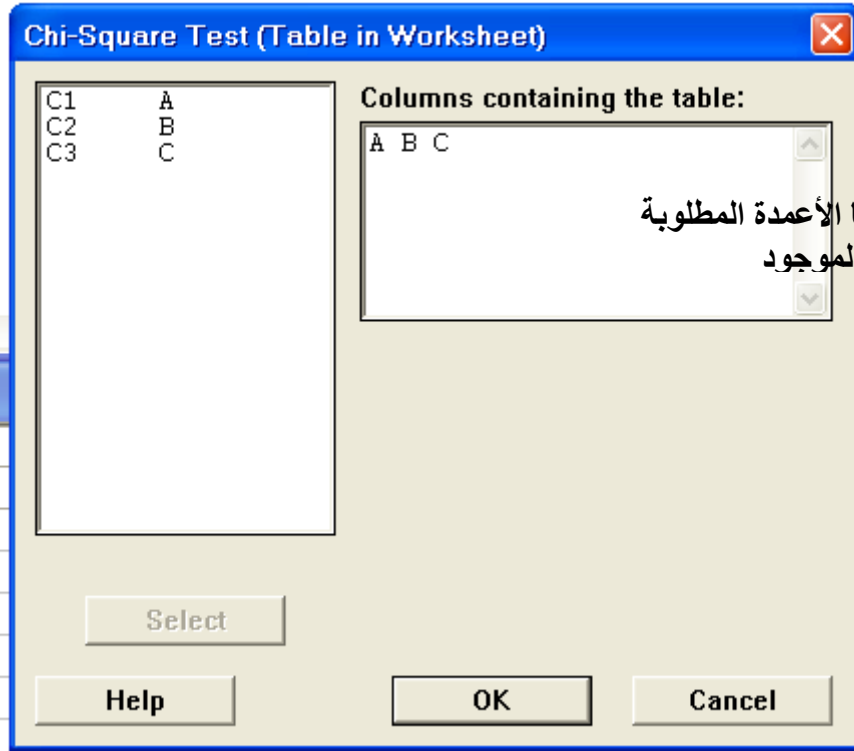 Chi-Square Test (Table in Worksheet)
C1 A
C2 B
C3 C
Columns containing the table:
A B C
الأعمدة المطلوبة
Select
Help
OK
Cancel